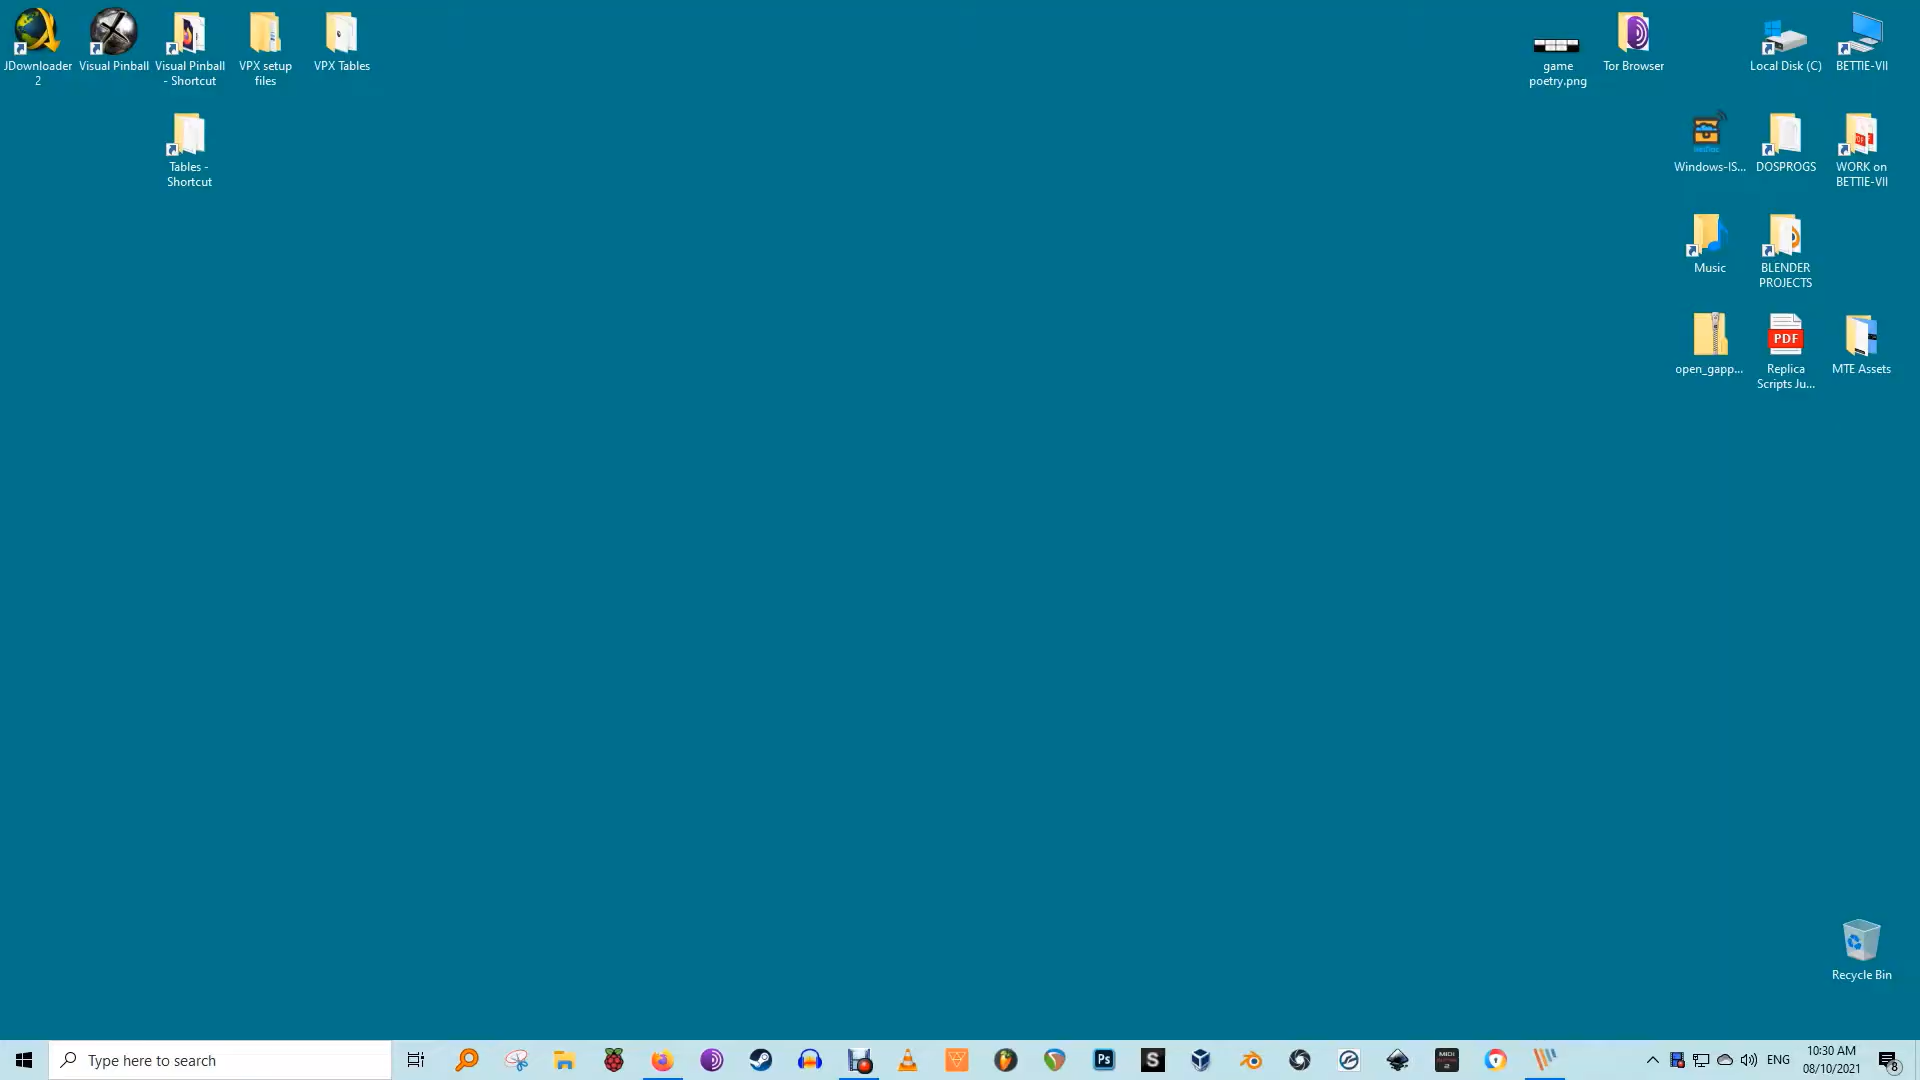 JDownloader
2
Visual Pinball
Visual Pinball
- Shortcut
VPX setup
files
VPX Tables
Tables -
Shortcut
game
poetry.png
Tor Browser
Local Disk (C)
BETTIE-VII
Windows-IS...
DOSPROGS
WORK on
BETTIE-VII
Music
BLENDER
PROJECTS
open_gapp...
PDF
Replica
Scripts Ju...
MTE Assets
Recycle Bin
Type here to search
Ps
S
MIDI
2
ENG
10:30 AM
08/10/2021
8